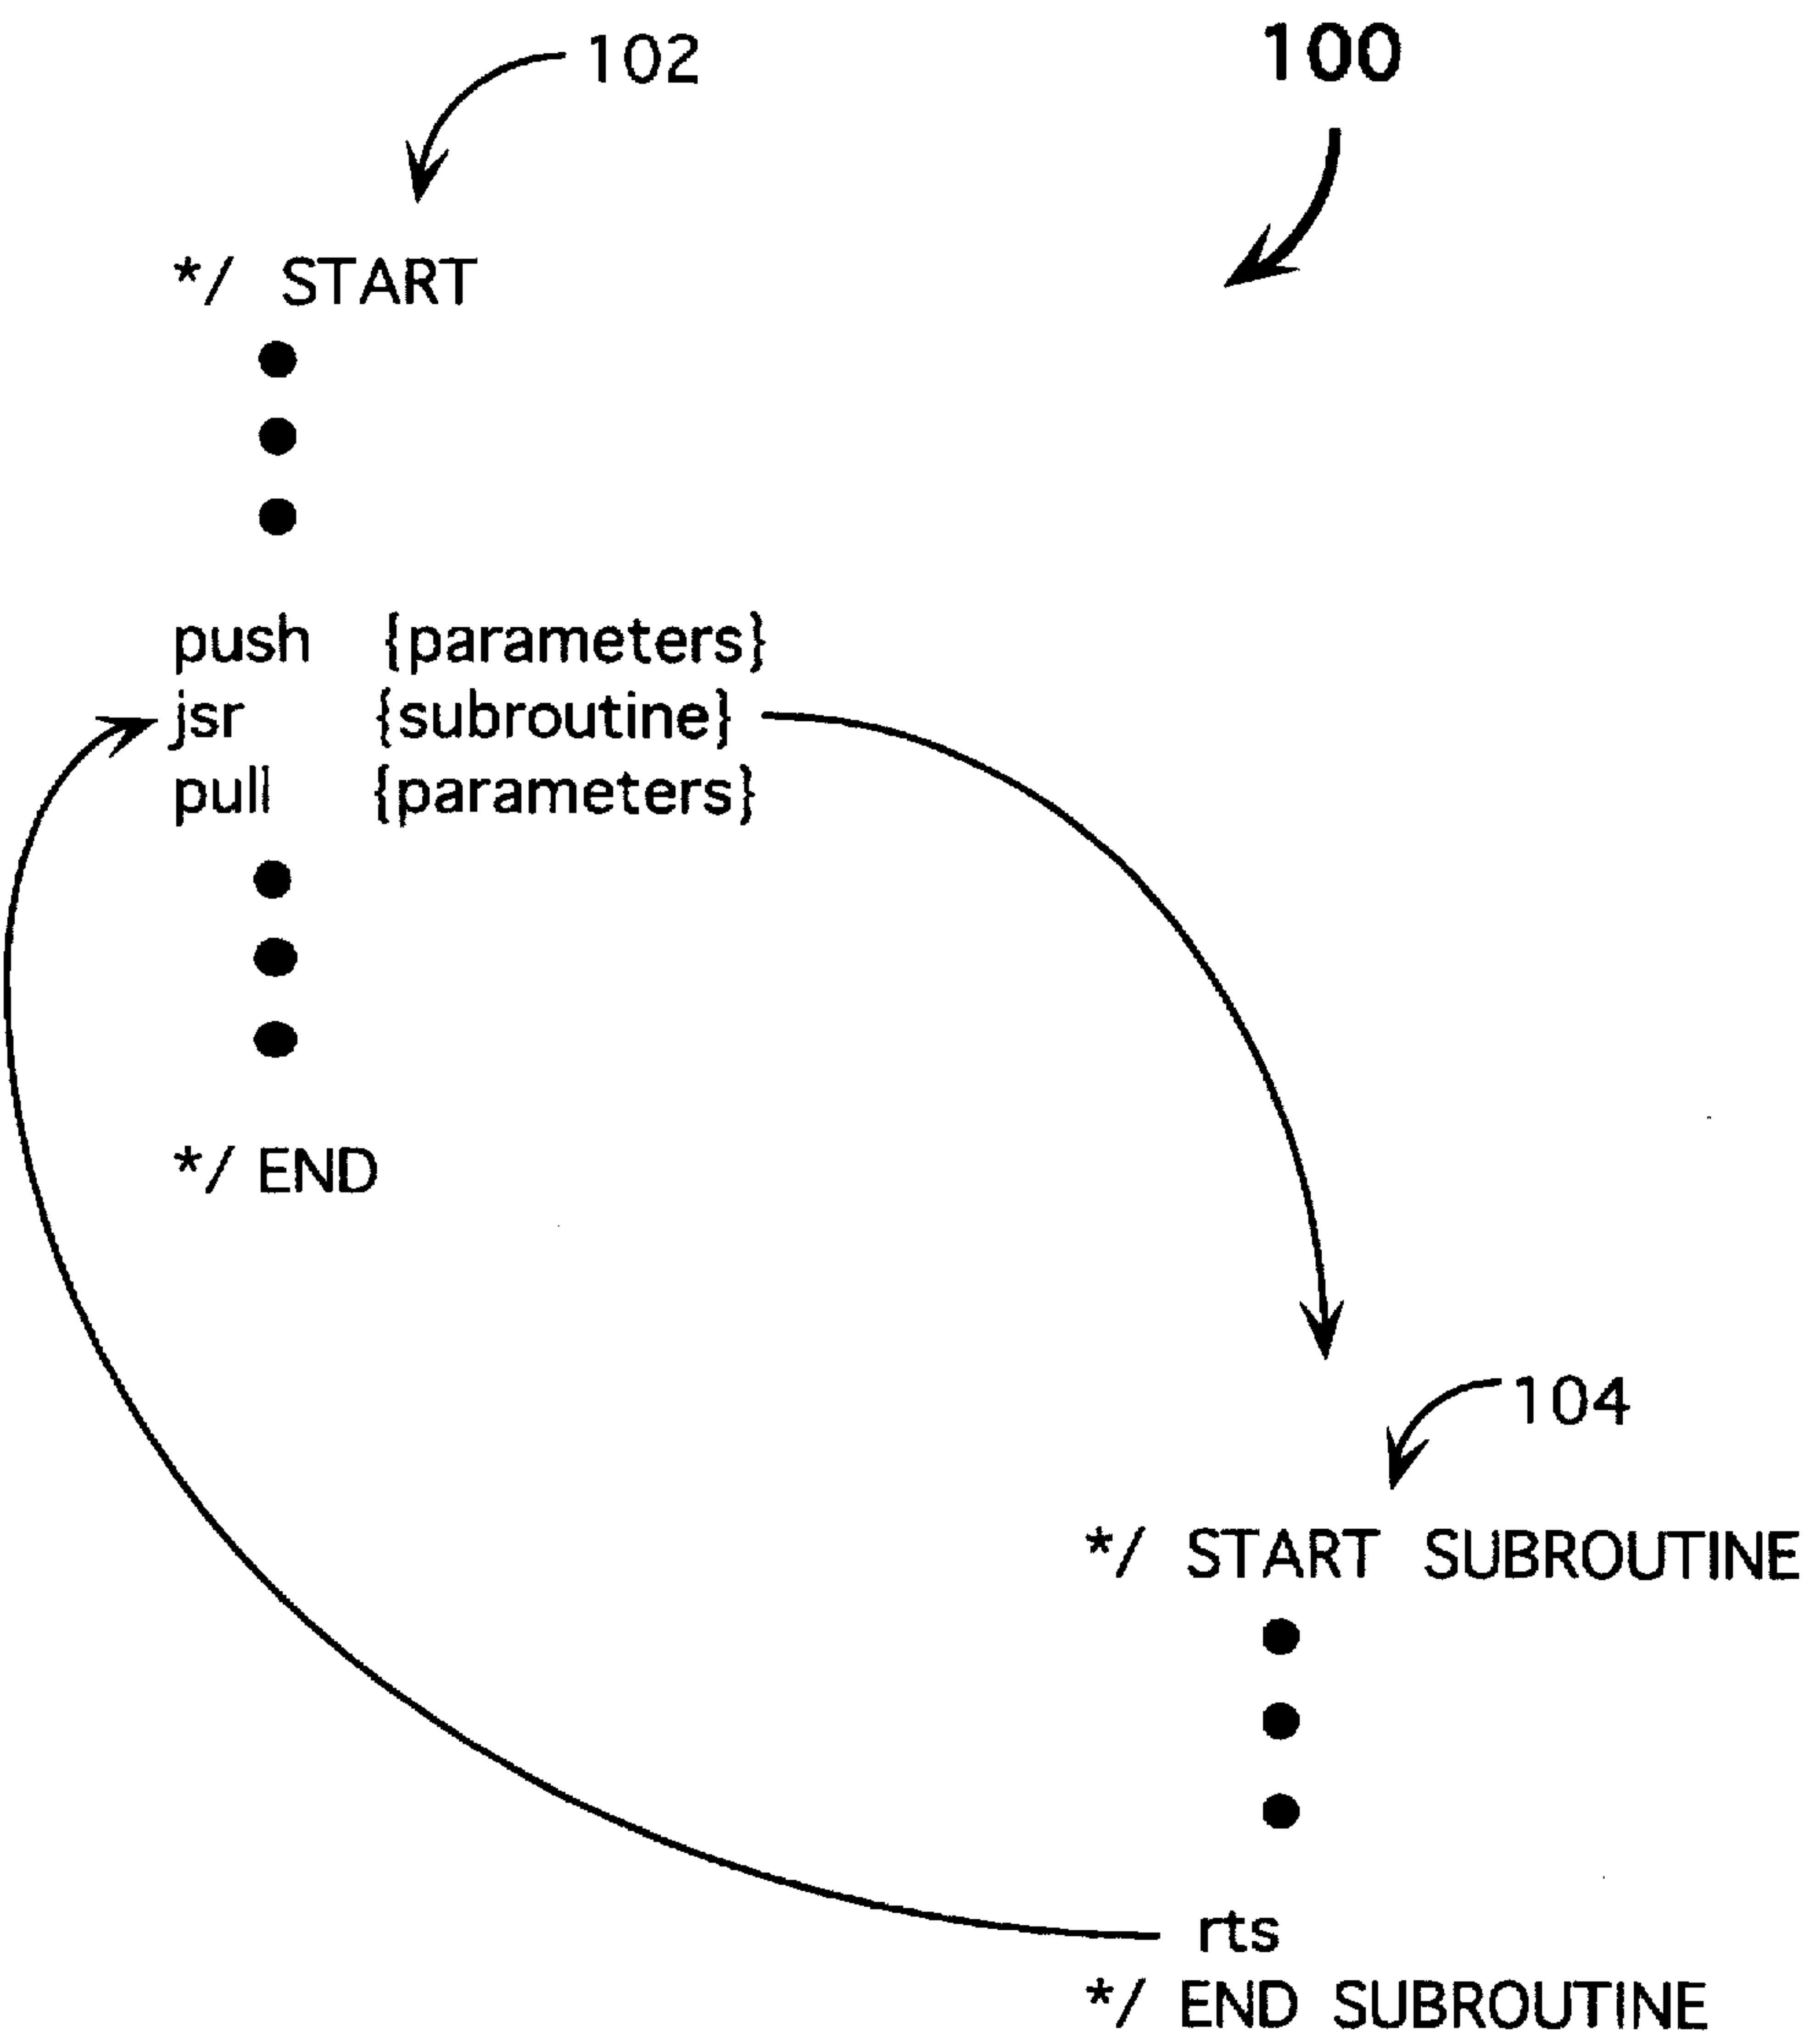 102
100
*/ START
push {parameters}
jsr {subroutine}
pull {parameters}
*/ END
104
*/ START SUBROUTINE
rts
*/ END SUBROUTINE